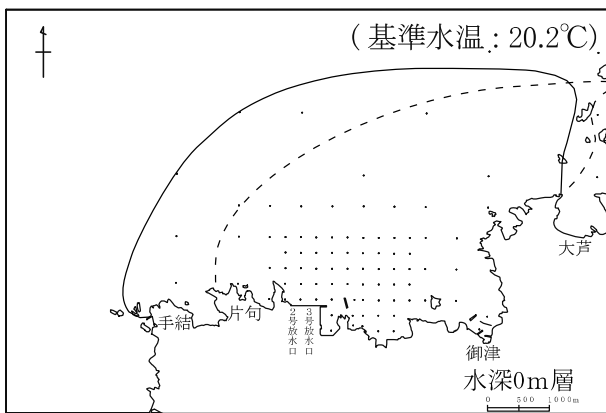 (基準水温:20.2℃)
大芦
手結
片句
2号放水口
3号放水口
御津
水深0m層
0 500 1000m